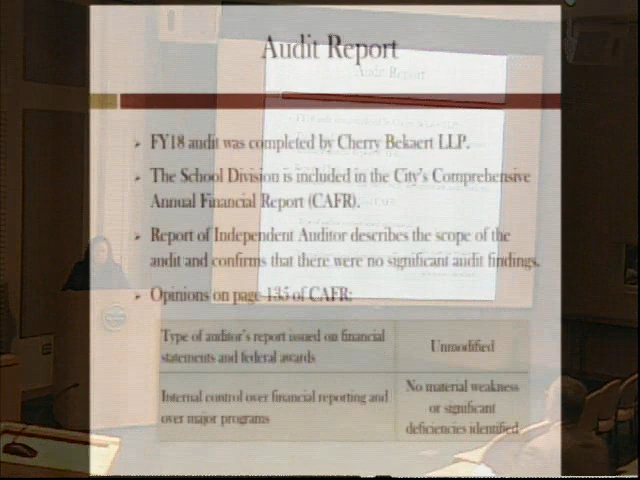 Audit Report
Audit Report
➢ FY18 audit was completed by Cherry Bekaert LLP.
➢ The School Division is included in the City's Comprehensive
Annual Financial Report (CAFR).
➢ Report of Independent Auditor describes the scope of the
audit and confirms that there were no significant audit findings.
➢ Opinions on page 135 of CAFR:
Type of auditor's report issued on financial
statements and federal awards
Unmodified
Internal control over financial reporting and
over major programs
No material weakness
or significant
deficiencies identified